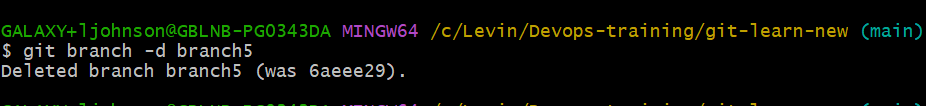 GALAXY+ljohnson@GBLNB-PG0343DA MINGW64 /c/Levin/Devops-training/git-learn-new (main)
$ git branch -d branch5
Deleted branch branch5 (was 6aeee29).